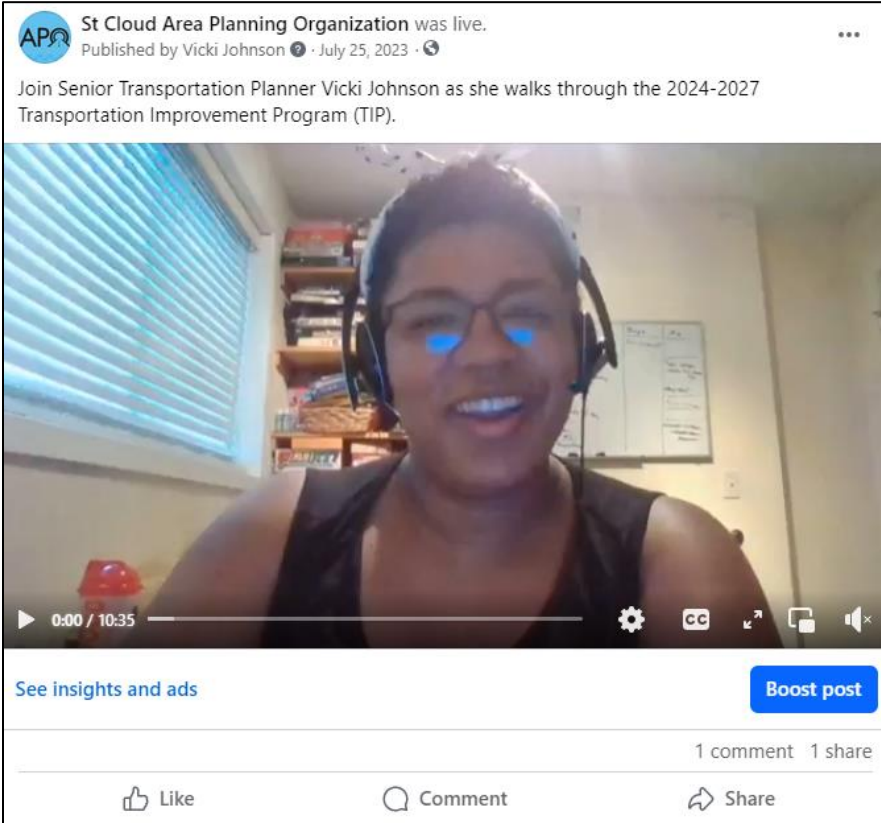 APO
St Cloud Area Planning Organization was live.
Published by Vicki Johnson · July 25, 2023 ·
Join Senior Transportation Planner Vicki Johnson as she walks through the 2024-2027
Transportation Improvement Program (TIP).
0:00 / 10:35
CC
See insights and ads
Boost post
1 comment 1 share
Like
Comment
Share